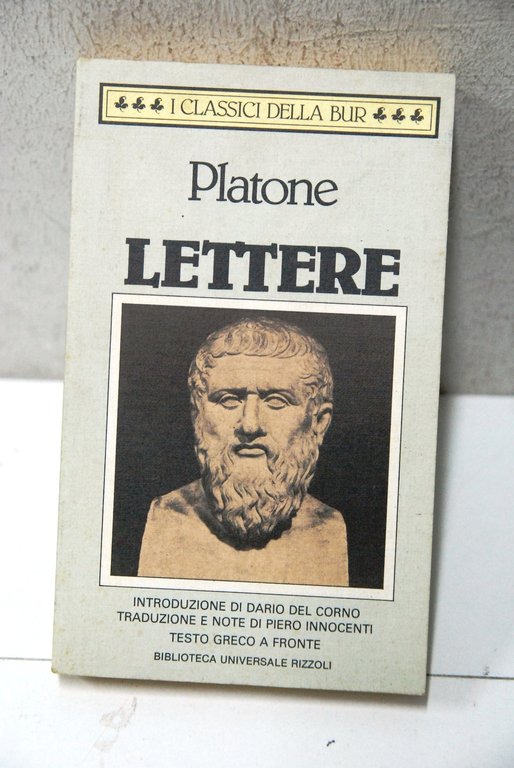 I CLASSICI DELLA BUR
Platone
LETTERE
INTRODUZIONE DI DARIO DEL CORNO
TRADUZIONE E NOTE DI PIERO INNOCENTI
TESTO GRECO A FRONTE
BIBLIOTECA UNIVERSALE RIZZOLI